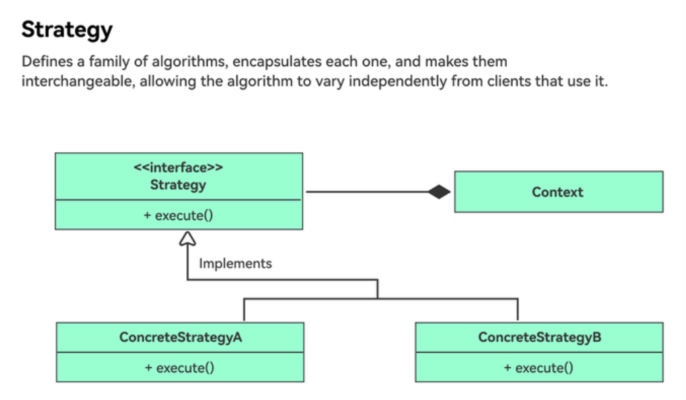 Strategy
Defines a family of algorithms, encapsulates each one, and makes them
interchangeable, allowing the algorithm to vary independently from clients that use it.
<<interface>>
Strategy
+ execute()
Context
Implements
ConcreteStrategyA
+ execute()
ConcreteStrategyB
+ execute()